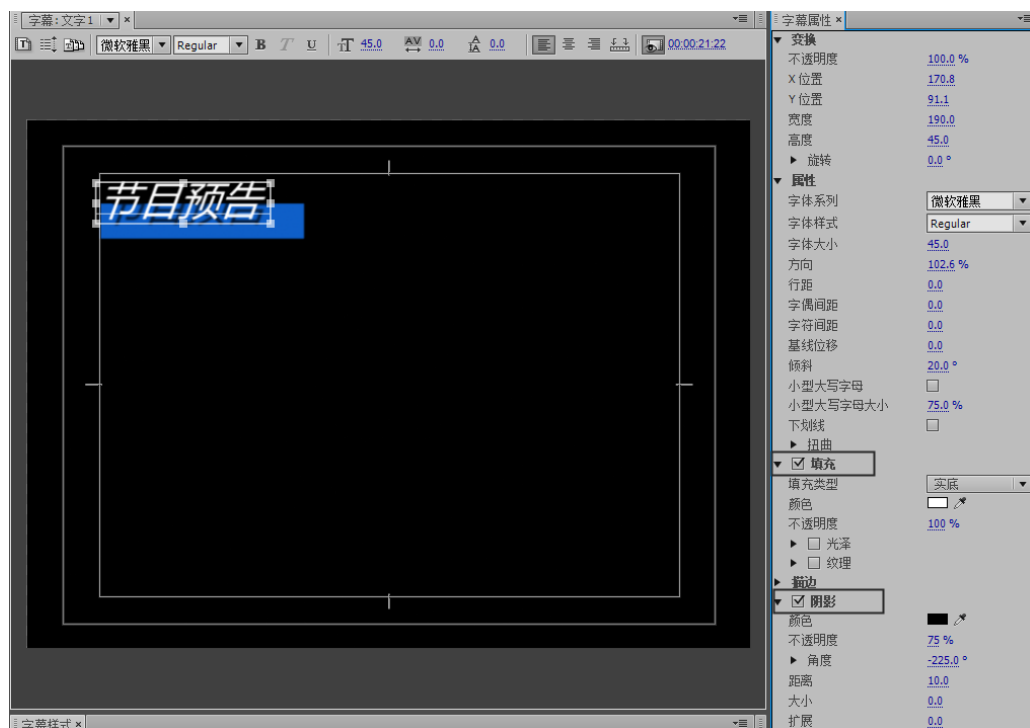 字幕:文字1
微软雅黑 Regular B T U 45.0 0.0 0.0 00:00:21:22
节目预告
字幕样式
字幕属性
变换
不透明度 100.0 %
X 位置 170.8
Y 位置 91.1
宽度 190.0
高度 45.0
旋转 0.0 °
属性
字体系列 微软雅黑
字体样式 Regular
字体大小 45.0
方向 102.6 %
行距 0.0
字偶间距 0.0
字符间距 0.0
基线位移 0.0
倾斜 20.0 °
小型大写字母
小型大写字母大小 75.0 %
下划线
扭曲
填充
填充类型 实底
颜色
不透明度 100 %
光泽
纹理
描边
阴影
颜色
不透明度 75 %
角度 -225.0 °
距离 10.0
大小 0.0
扩展 0.0